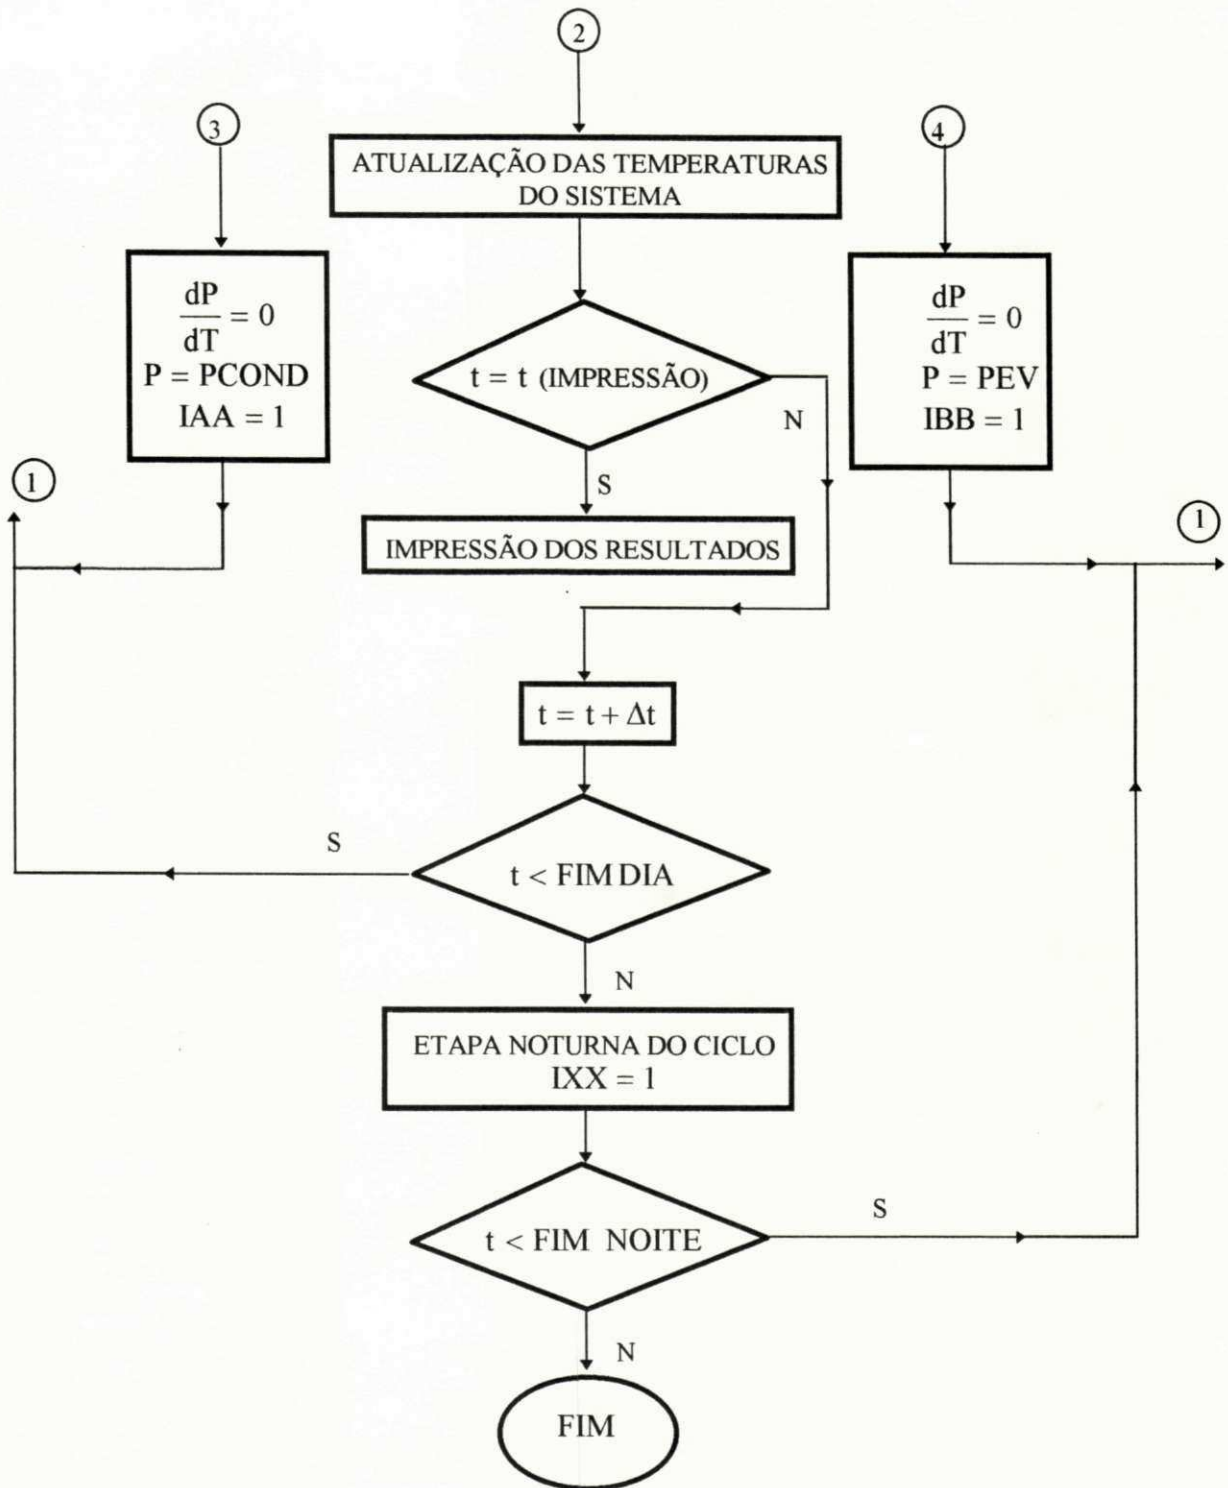 2
3
4
ATUALIZAÇÃO DAS TEMPERATURAS
DO SISTEMA
dP
dT
= 0
P = PCOND
IAA = 1
t = t (IMPRESSÃO)
N
S
dP
dT
= 0
P = PEV
IBB = 1
1
1
IMPRESSÃO DOS RESULTADOS
t = t + Δt
S
t < FIM DIA
N
ETAPA NOTURNA DO CICLO
IXX = 1
t < FIM NOITE
S
N
FIM